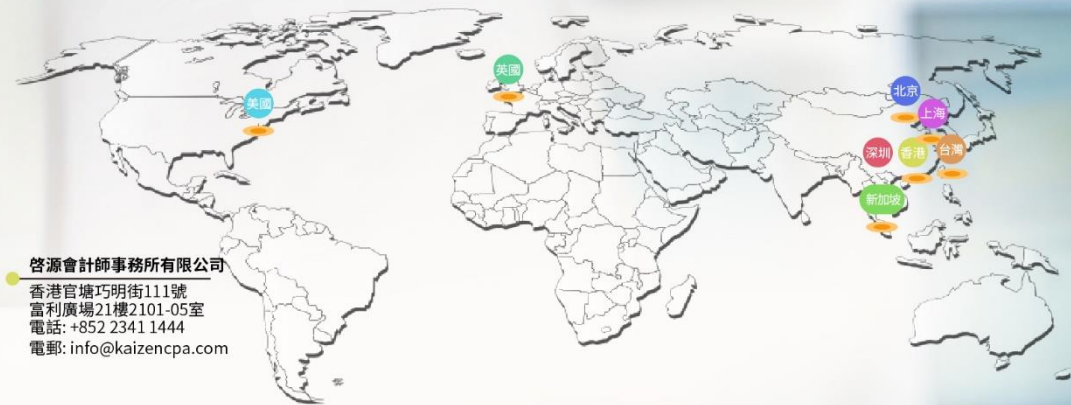 英國
美國
北京
上海
深圳
香港
台灣
新加坡
啓源會計師事務所有限公司
香港官塘巧明街111號
富利廣場21樓2101-05室
電話: +852 2341 1444
電郵: info@kaizencpa.com